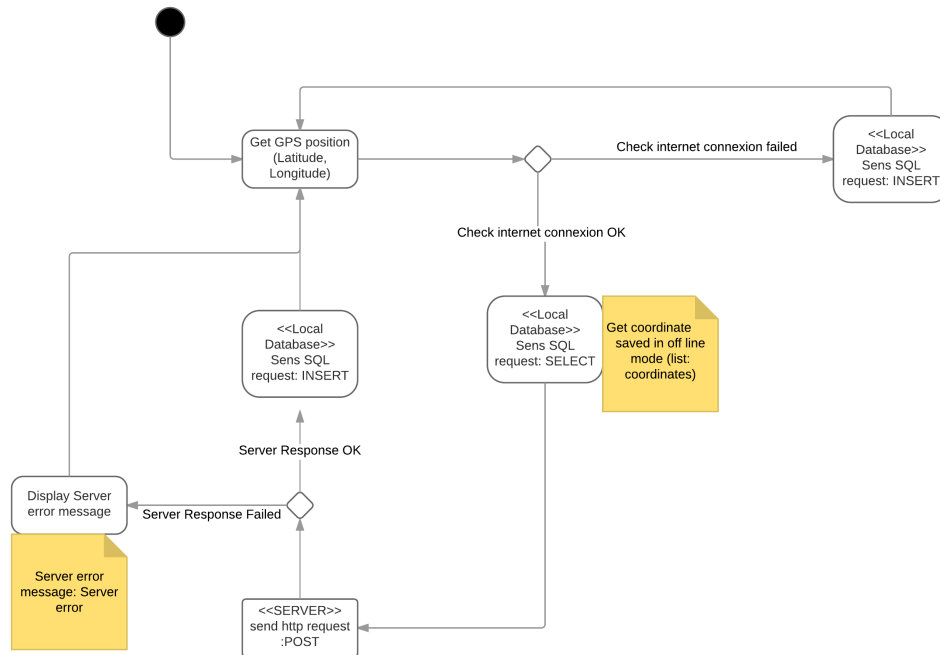 Get GPS position
(Latitude,
Longitude)
Check internet connexion failed
<<Local
Database>>
Sens SQL
request: INSERT
Check internet connexion OK
<<Local
Database>>
Sens SQL
request: SELECT
Get coordinate
saved in off line
mode (list:
coordinates)
<<Local
Database>>
Sens SQL
request: INSERT
Server Response OK
Display Server
error message
Server Response Failed
Server error
message: Server
error
<<SERVER>>
send http request
:POST